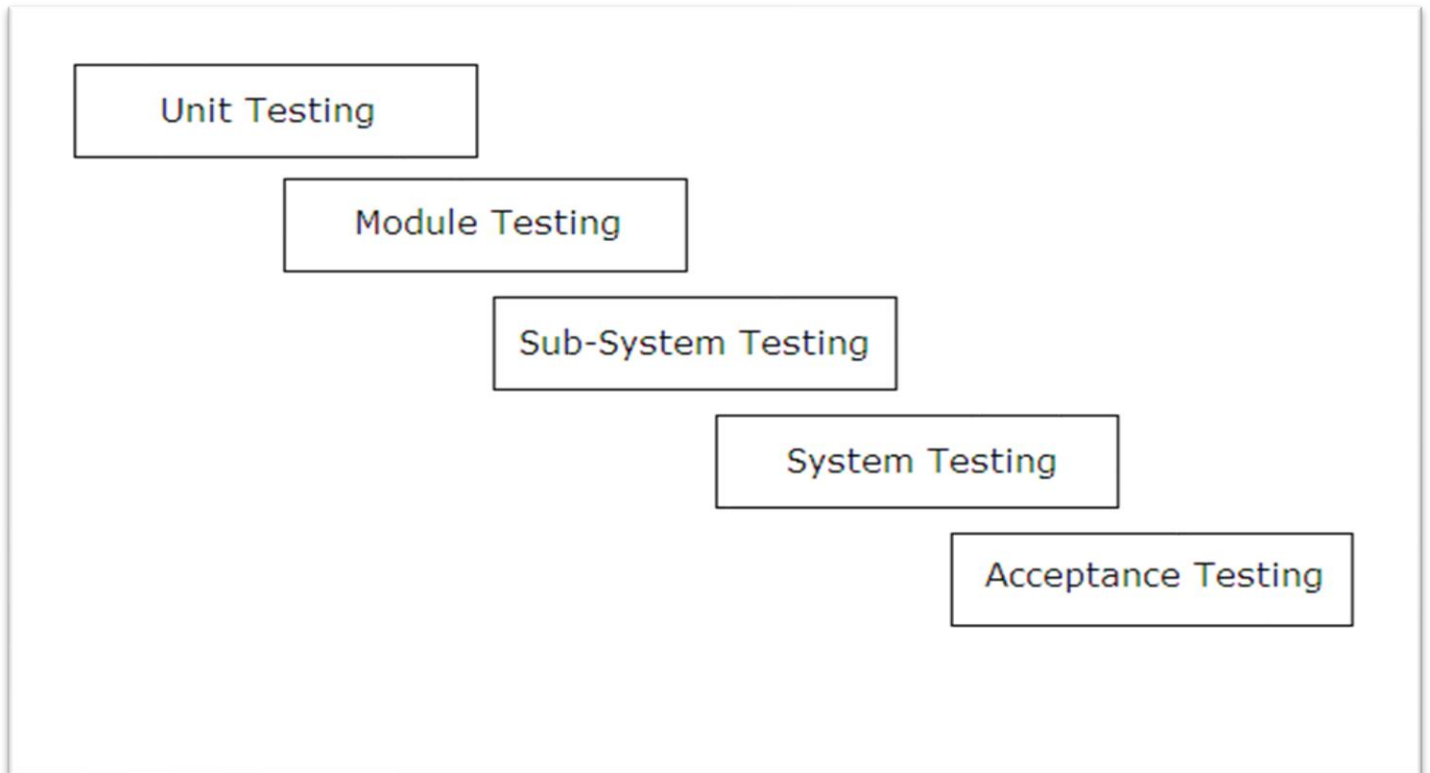 Unit Testing
Module Testing
Sub-System Testing
System Testing
Acceptance Testing